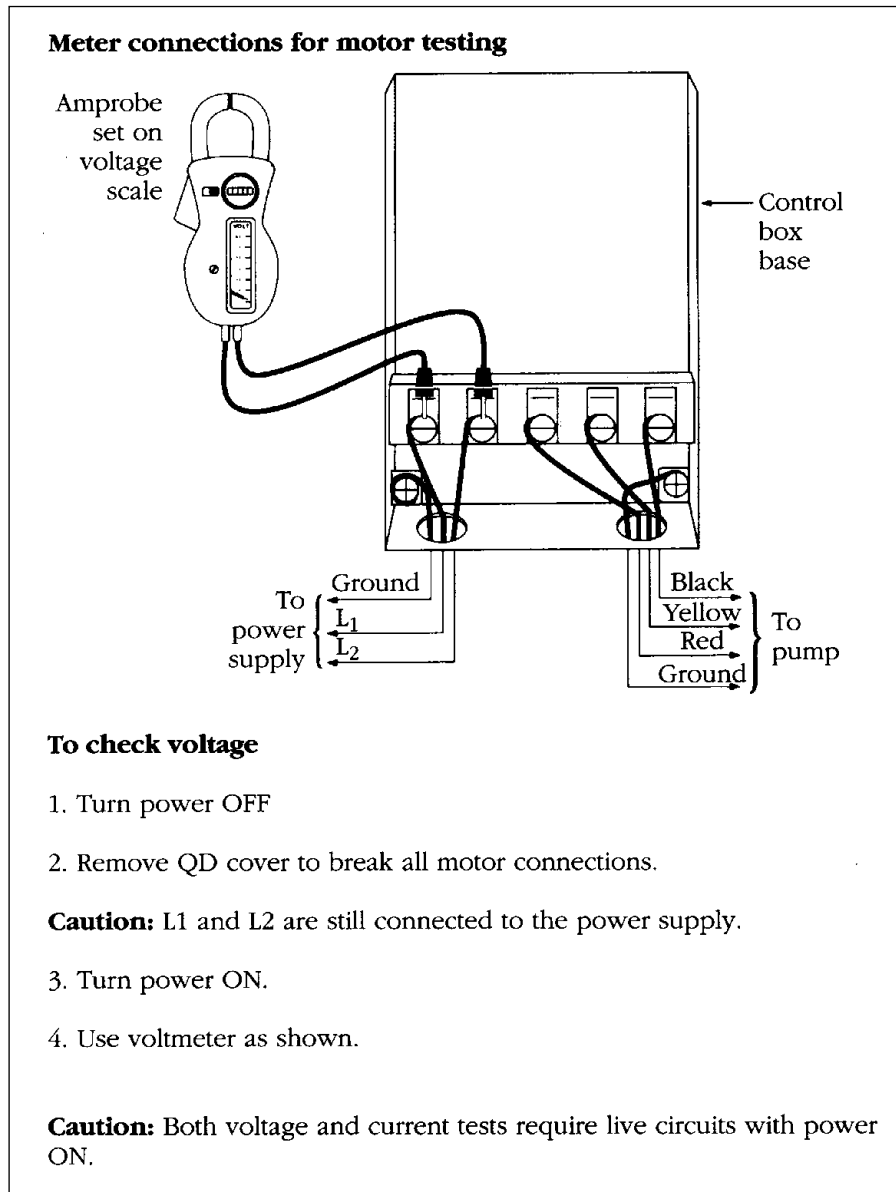 Meter connections for motor testing
Amprobe
set on
voltage
scale
VOLT
Control
box
base
Ground
To
power
supply
L1
L2
Black
Yellow
Red
Ground
To
pump
To check voltage
1. Turn power OFF
2. Remove QD cover to break all motor connections.
Caution: L1 and L2 are still connected to the power supply.
3. Turn power ON.
4. Use voltmeter as shown.
Caution: Both voltage and current tests require live circuits with power
ON.